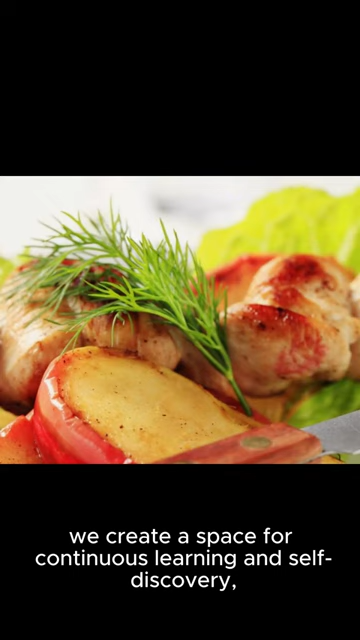 we create a space for
continuous learning and self-
discovery,